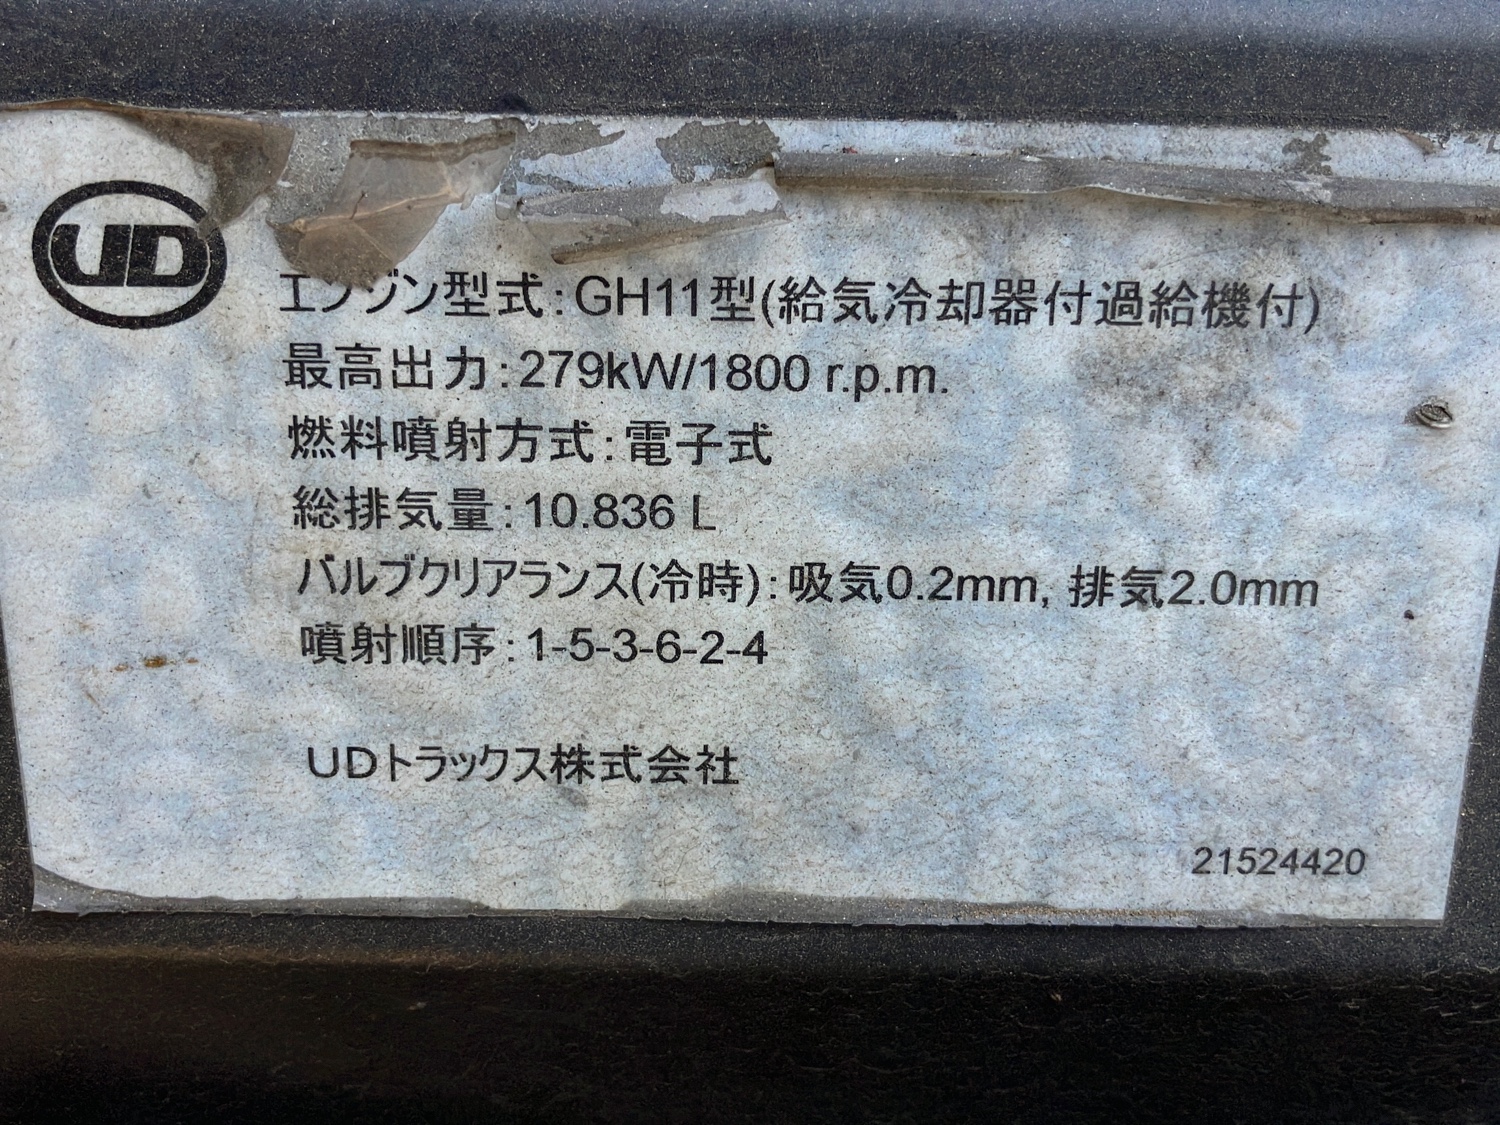 UD
エンジン型式:GH11型(給気冷却器付過給機付)
最高出力:279kW/1800 r.p.m.
燃料噴射方式:電子式
総排気量:10.836 L
バルブクリアランス(冷時):吸気0.2mm, 排気2.0mm
噴射順序:1-5-3-6-2-4
UDトラックス株式会社
21524420